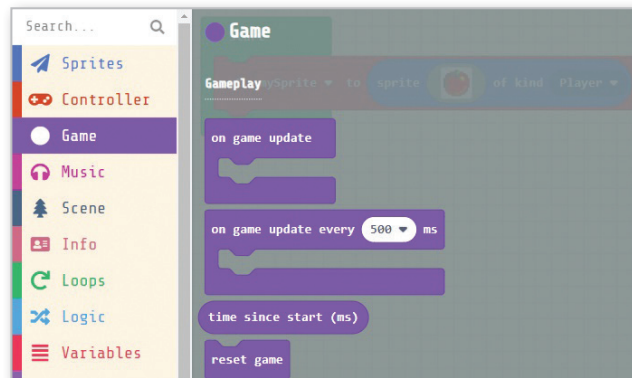 Search...
Game
Sprites
Gameplay
mySprite to sprite of kind Player
Controller
Game
on game update
Music
Scene
on game update every 500 ms
Info
Loops
Logic
time since start (ms)
Variables
reset game